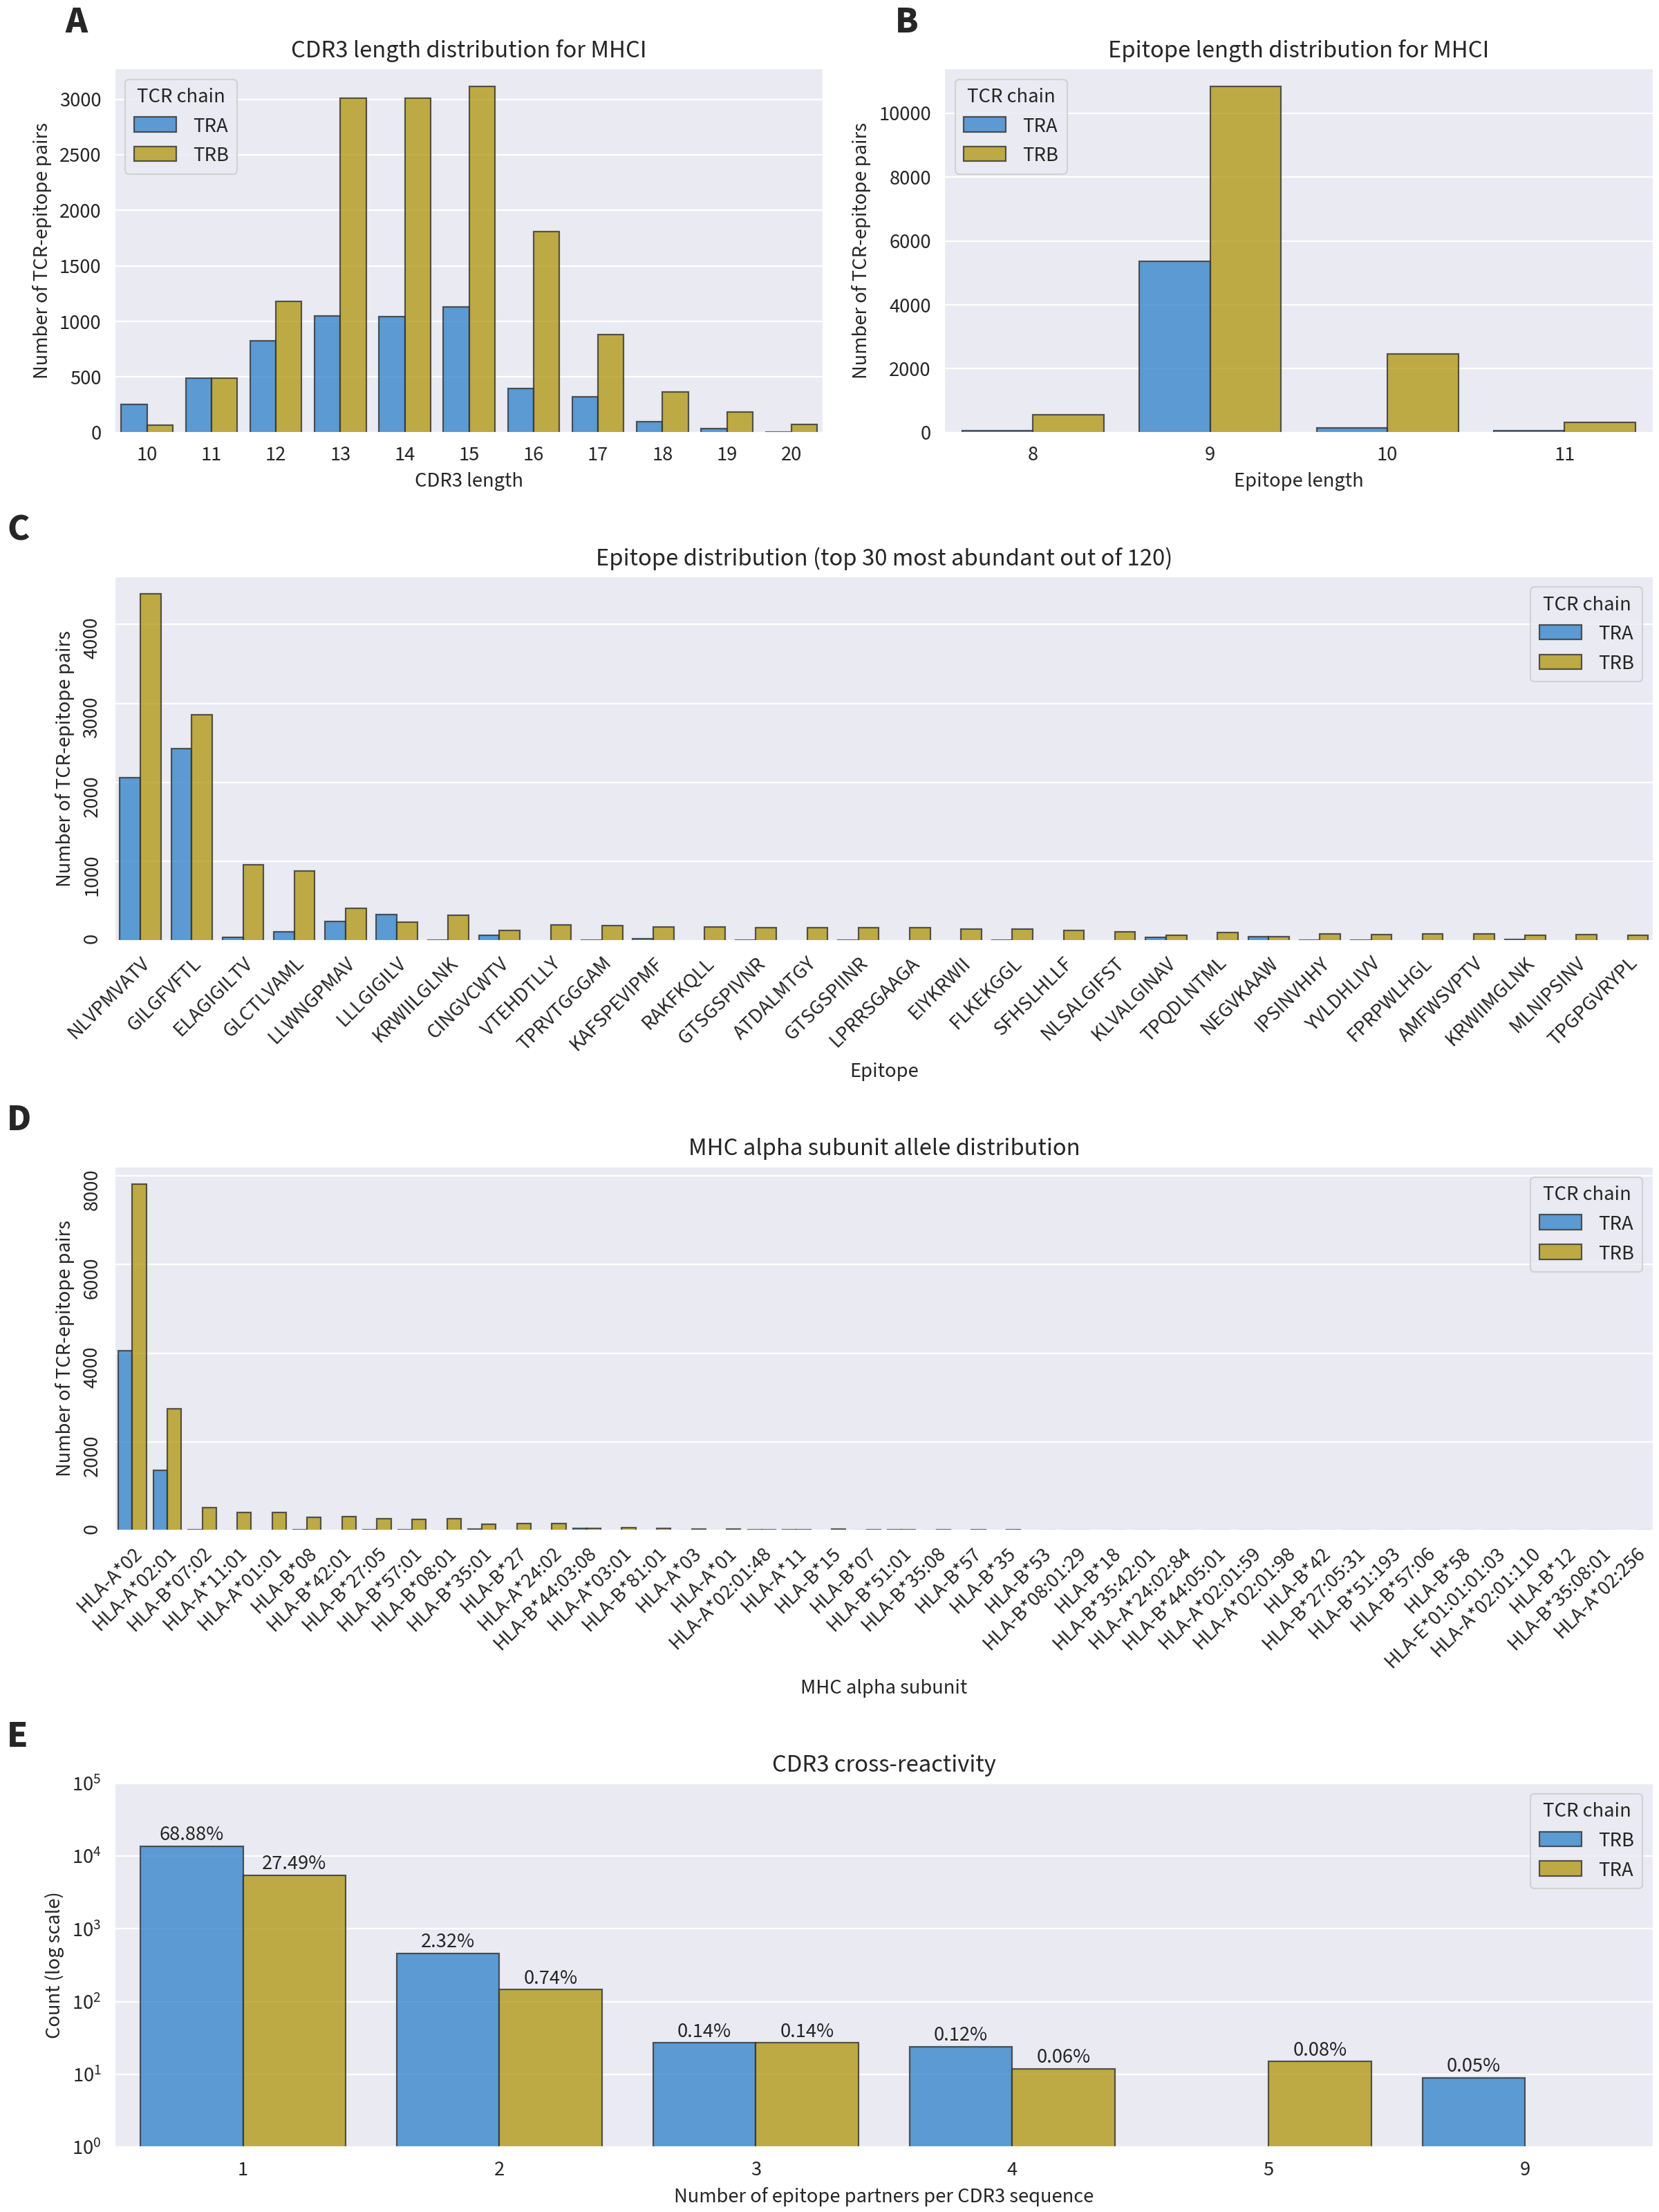 A
CDR3 length distribution for MHCI
Number of TCR-epitope pairs
3000
2500
2000
1500
1000
500
0
TCR chain
TRA
TRB
10 11 12 13 14 15 16 17 18 19 20
CDR3 length
B
Epitope length distribution for MHCI
Number of TCR-epitope pairs
10000
8000
6000
4000
2000
0
TCR chain
TRA
TRB
8 9 10 11
Epitope length
C
Epitope distribution (top 30 most abundant out of 120)
Number of TCR-epitope pairs
4000
3000
2000
1000
0
TCR chain
TRA
TRB
NLVPMVATV
GILGFVFTL
ELAGIGILTV
GLCTLVAML
LLWNGPMAV
LLLGIGILV
KRWIILGLNK
CINGVCWTV
VTEHDTLLY
TPRVTGGGAM
KAFSPEVIPMF
RAKFKQLL
GTSGSPIVNR
ATDALMTGY
GTSGSPIINR
LPRRSGAAGA
EIYKRWII
FLKEKGGL
SFHSLHLLF
NLSALGIFST
KLVALGINAV
TPQDLNTML
NEGVKAAW
IPSINVHHY
YVLDHLIVV
FPRPWLHGL
AMFWSVPTV
KRWIIMGLNK
MLNIPSINV
TPGPGVRYPL
Epitope
D
MHC alpha subunit allele distribution
Number of TCR-epitope pairs
8000
6000
4000
2000
0
TCR chain
TRA
TRB
HLA-A*02
HLA-A*02:01
HLA-B*07:02
HLA-A*11:01
HLA-A*01:01
HLA-B*08
HLA-B*42:01
HLA-B*27:05
HLA-B*57:01
HLA-B*08:01
HLA-B*35:01
HLA-B*27
HLA-A*24:02
HLA-B*44:03:08
HLA-A*03:01
HLA-B*81:01
HLA-A*03
HLA-A*01
HLA-A*02:01:48
HLA-A*11
HLA-B*15
HLA-B*07
HLA-B*51:01
HLA-B*35:08
HLA-B*57
HLA-B*35
HLA-B*53
HLA-B*08:01:29
HLA-B*18
HLA-B*35:42:01
HLA-A*24:02:84
HLA-B*44:05:01
HLA-A*02:01:59
HLA-A*02:01:98
HLA-B*42
HLA-B*27:05:31
HLA-B*51:193
HLA-B*57:06
HLA-B*58
HLA-E*01:01:01:03
HLA-A*02:01:110
HLA-B*12
HLA-B*35:08:01
HLA-A*02:256
MHC alpha subunit
E
CDR3 cross-reactivity
Count (log scale)
10⁵
10⁴
10³
10²
10¹
10⁰
TCR chain
TRB
TRA
68.88%
27.49%
2.32%
0.74%
0.14%
0.14%
0.12%
0.06%
0.08%
0.05%
1 2 3 4 5 9
Number of epitope partners per CDR3 sequence